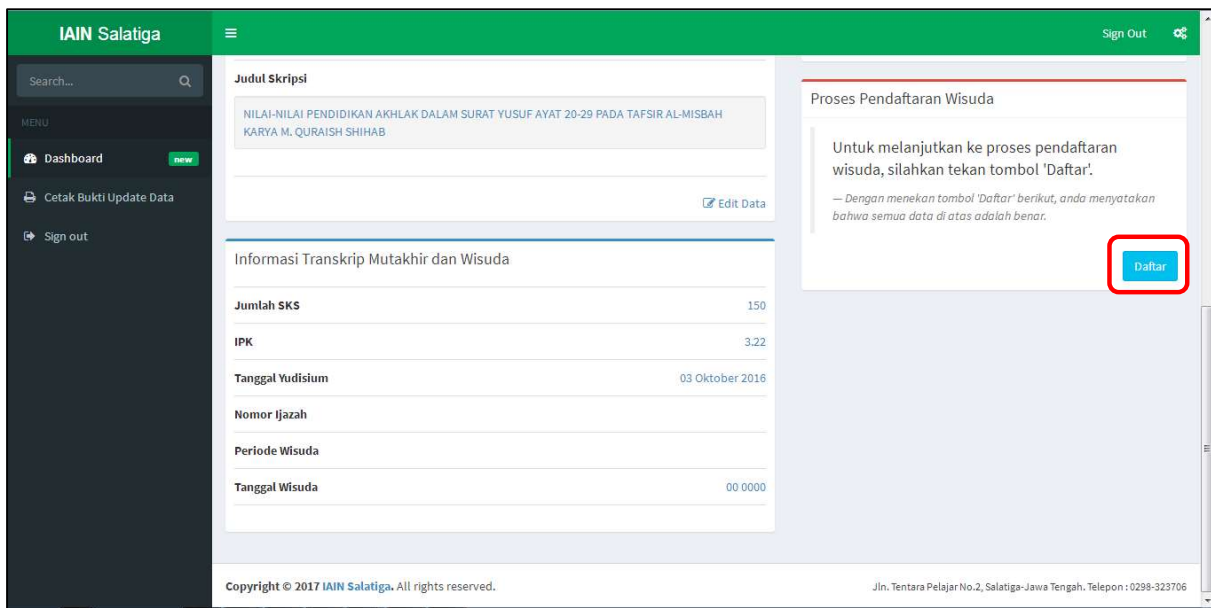 IAIN Salatiga
Sign Out
Search...
MENU
Dashboard new
Cetak Bukti Update Data
Sign out
Judul Skripsi
NILAI-NILAI PENDIDIKAN AKHLAK DALAM SURAT YUSUF AYAT 20-29 PADA TAFSIR AL-MISBAH
KARYA M. QURAISH SHIHAB
Edit Data
Informasi Transkrip Mutakhir dan Wisuda
Jumlah SKS 150
IPK 3.22
Tanggal Yudisium 03 Oktober 2016
Nomor Ijazah
Periode Wisuda
Tanggal Wisuda 00 0000
Proses Pendaftaran Wisuda
Untuk melanjutkan ke proses pendaftaran
wisuda, silahkan tekan tombol 'Daftar'.
— Dengan menekan tombol 'Daftar' berikut, anda menyatakan
bahwa semua data di atas adalah benar.
Daftar
Copyright © 2017 IAIN Salatiga. All rights reserved.
Jln. Tentara Pelajar No.2, Salatiga-Jawa Tengah. Telepon : 0298-323706